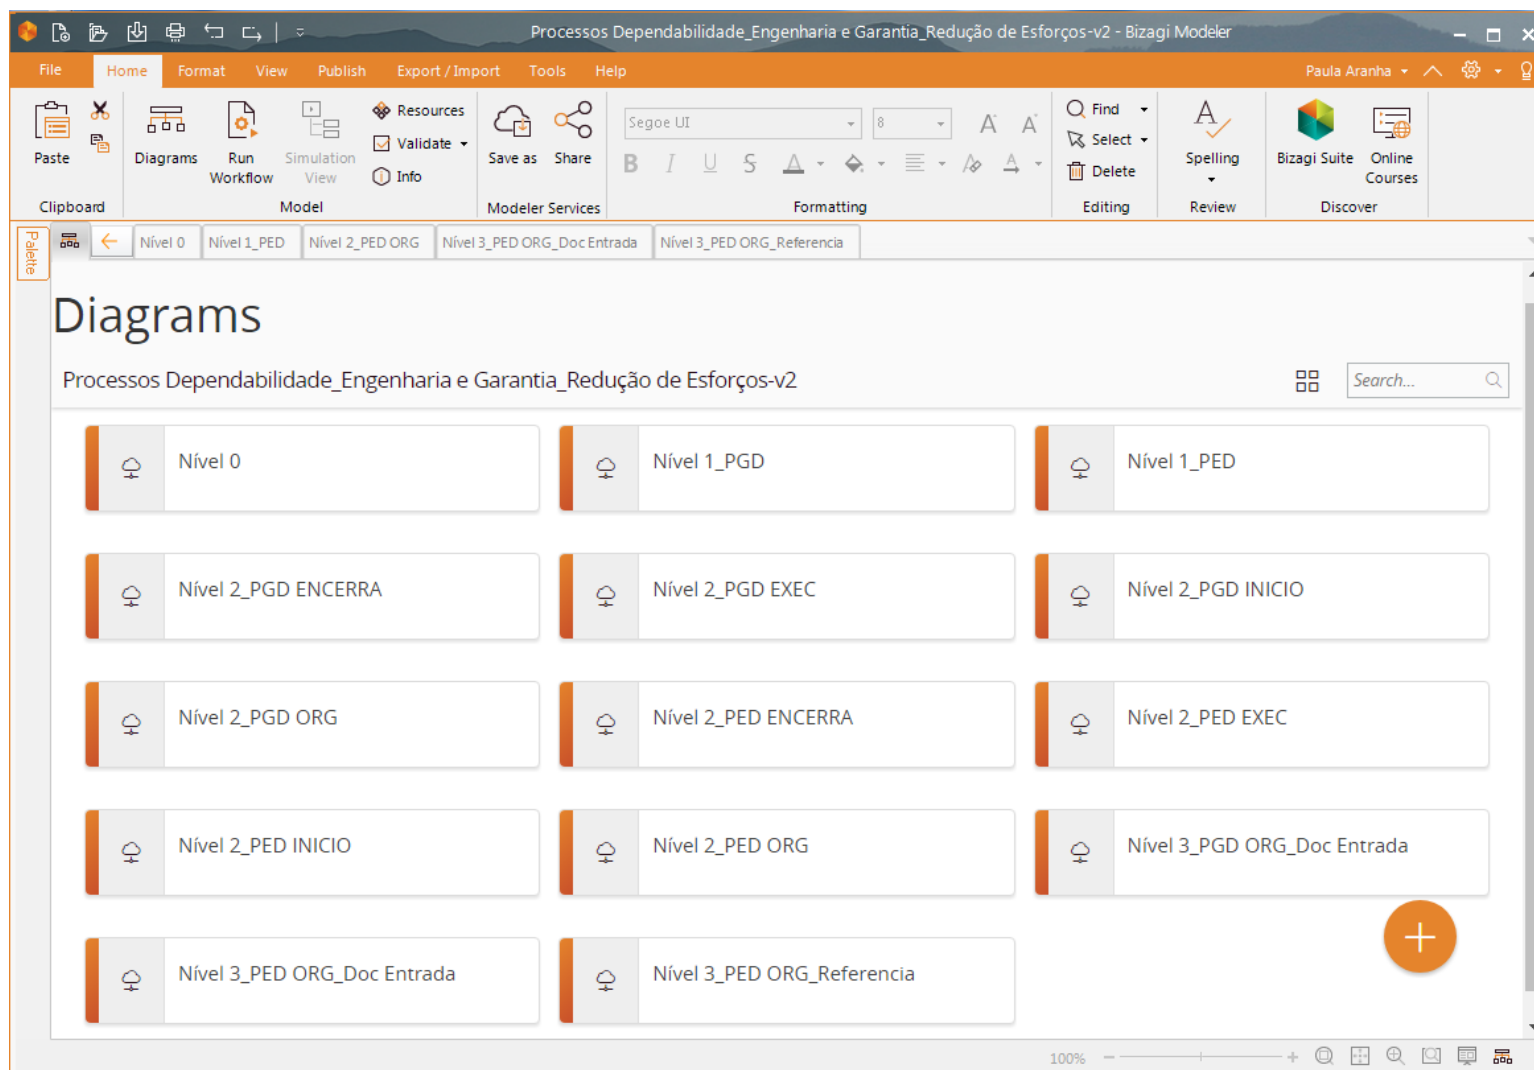 Processos Dependabilidade_Engenharia e Garantia_Redução de Esforços-v2 - Bizagi Modeler
File Home Format View Publish Export / Import Tools Help Paula Aranha
Paste
Clipboard
Diagrams
Run Workflow
Simulation View
Resources
Validate
Info
Model
Save as
Share
Modeler Services
Segoe UI 8
B I U S A
Formatting
Find
Select
Delete
Editing
Spelling
Review
Bizagi Suite
Online Courses
Discover
Palette
Nível 0 Nível 1_PED Nível 2_PED ORG Nível 3_PED ORG_Doc Entrada Nível 3_PED ORG_Referencia
Diagrams
Processos Dependabilidade_Engenharia e Garantia_Redução de Esforços-v2 Search...
Nível 0 Nível 1_PGD Nível 1_PED
Nível 2_PGD ENCERRA Nível 2_PGD EXEC Nível 2_PGD INICIO
Nível 2_PGD ORG Nível 2_PED ENCERRA Nível 2_PED EXEC
Nível 2_PED INICIO Nível 2_PED ORG Nível 3_PGD ORG_Doc Entrada
Nível 3_PED ORG_Doc Entrada Nível 3_PED ORG_Referencia
100%